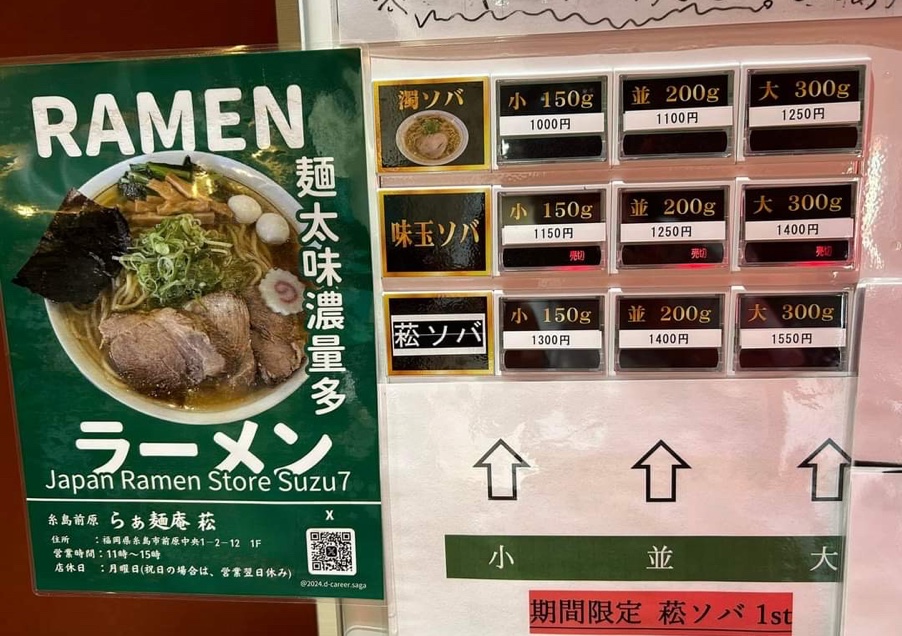 RAMEN
麺太味濃量多
ラーメン
Japan Ramen Store Suzu7
糸島前原 らぁ麺庵 菘
住所 :福岡県糸島市前原中央1-2-12 1F
営業時間:11時〜15時
店休日 :月曜日(祝日の場合は、営業翌日休み)
X
@2024.d-career.saga
濁ソバ
小 150g
1000円
並 200g
1100円
大 300g
1250円
味玉ソバ
小 150g
1150円
売切
並 200g
1250円
売切
大 300g
1400円
売切
菘ソバ
小 150g
1300円
並 200g
1400円
大 300g
1550円
小 並 大
期間限定 菘ソバ 1st